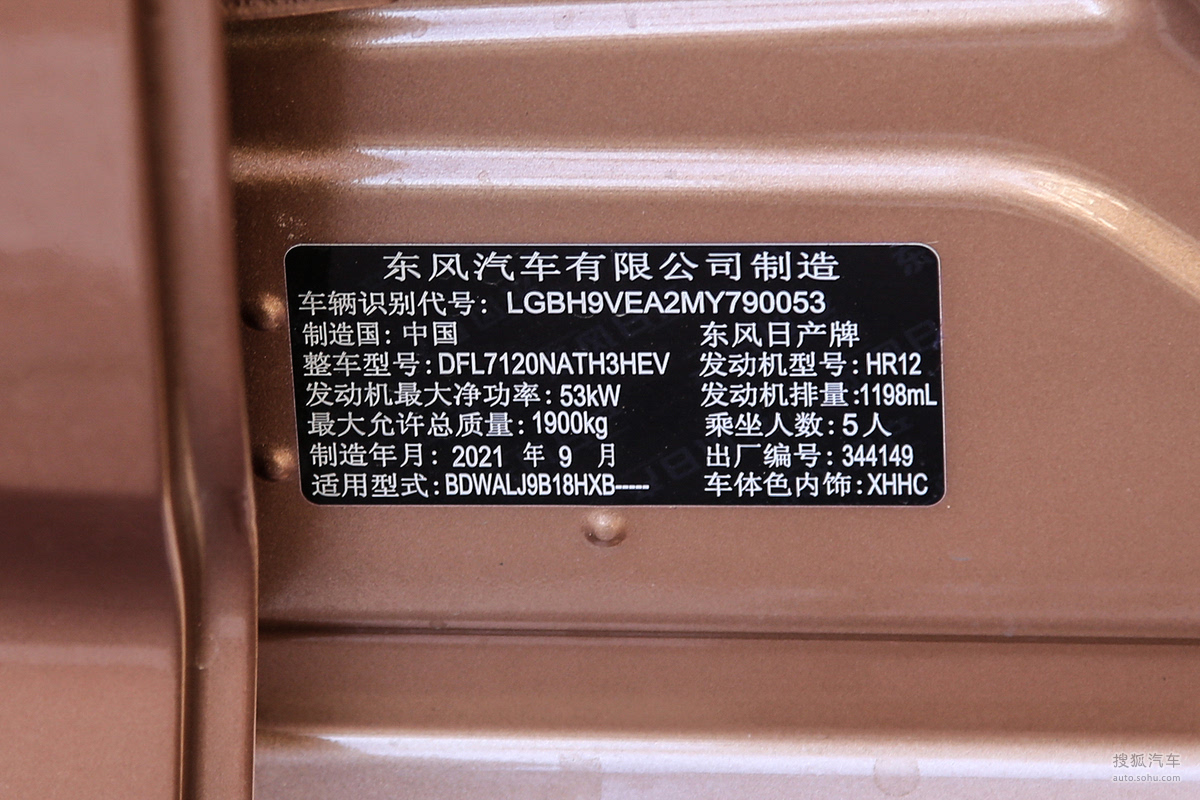 东风汽车有限公司制造
车辆识别代号: LGBH9VEA2MY790053
制造国: 中国 东风日产牌
整车型号: DFL7120NATH3HEV 发动机型号: HR12
发动机最大净功率: 53kW 发动机排量:1198mL
最大允许总质量: 1900kg 乘坐人数: 5人
制造年月: 2021 年 9 月 出厂编号: 344149
适用型式: BDWALJ9B18HXB----- 车体色内饰: XHHC
搜狐汽车
auto.sohu.com